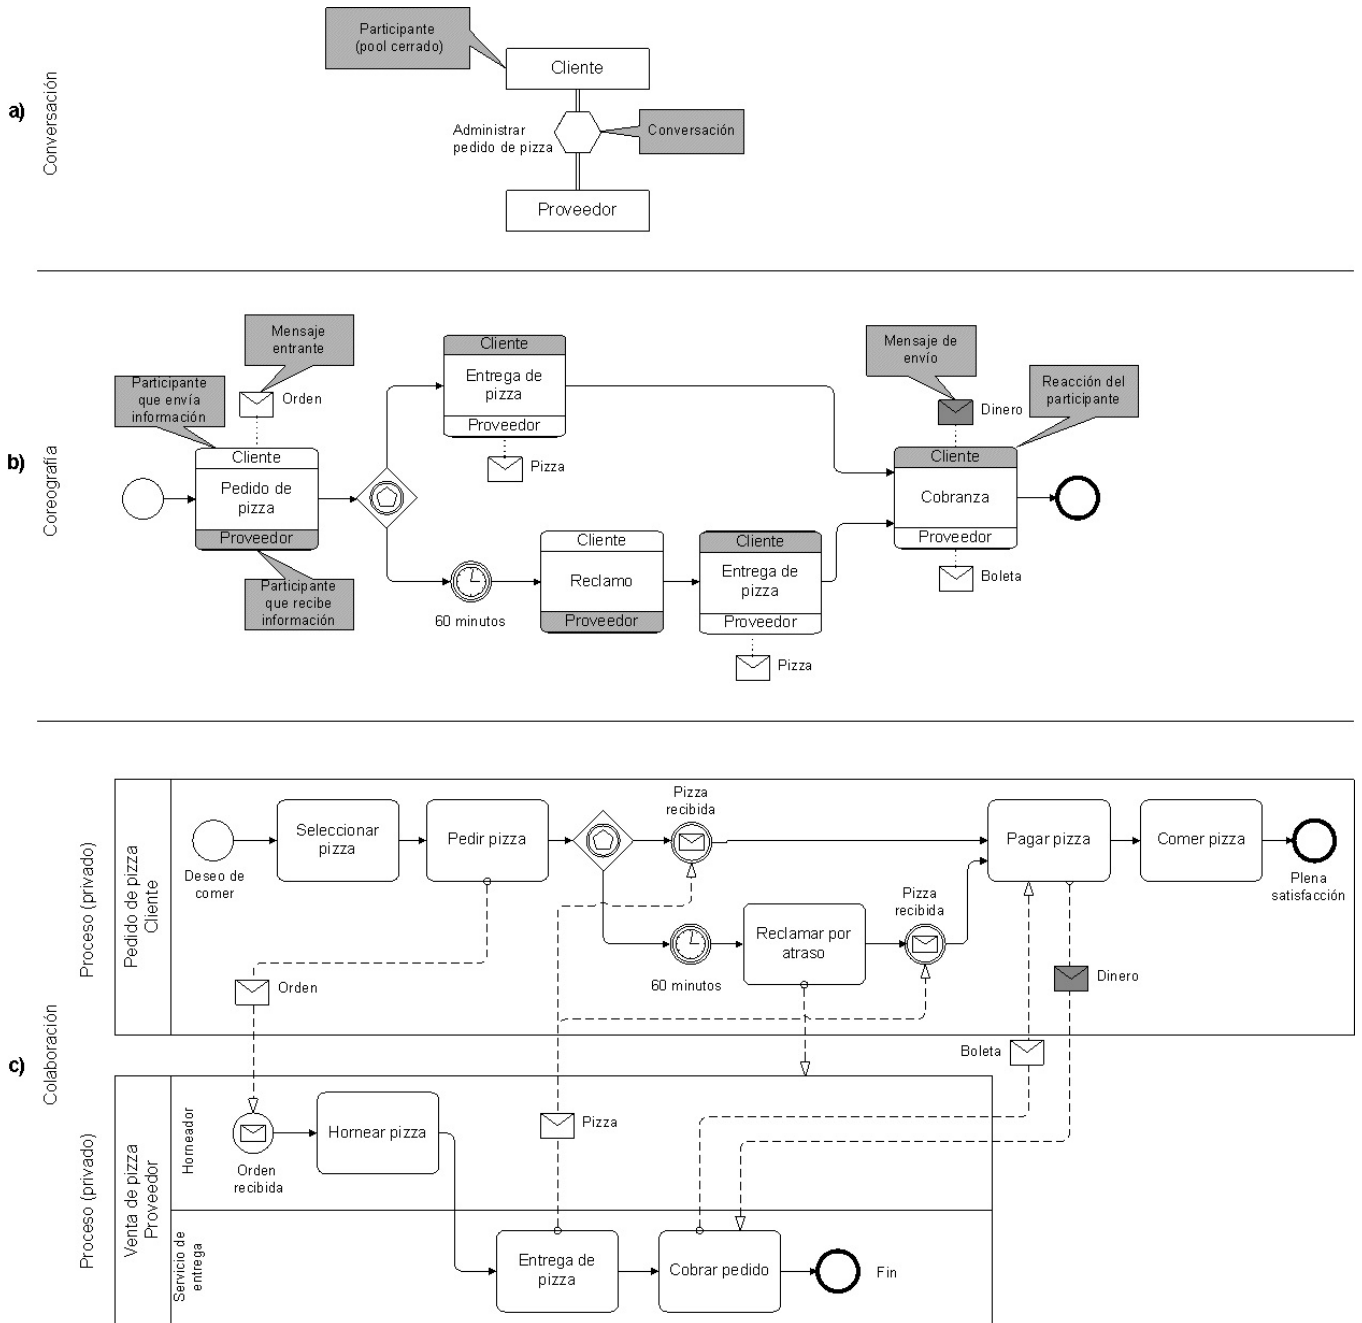 a)
Conversación
Participante
(pool cerrado)
Cliente
Administrar
pedido de pizza
Conversación
Proveedor
b)
Coreografía
Mensaje
entrante
Participante
que envía
información
Orden
Cliente
Pedido de
pizza
Proveedor
Participante
que recibe
información
Cliente
Entrega de
pizza
Proveedor
Pizza
60 minutos
Cliente
Reclamo
Proveedor
Cliente
Entrega de
pizza
Proveedor
Pizza
Mensaje de
envío
Dinero
Reacción del
participante
Cliente
Cobranza
Proveedor
Boleta
c)
Colaboración
Proceso (privado)
Pedido de pizza
Cliente
Deseo de
comer
Seleccionar
pizza
Pedir pizza
Pizza
recibida
60 minutos
Reclamar por
atraso
Pizza
recibida
Pagar pizza
Comer pizza
Plena
satisfacción
Orden
Dinero
Boleta
Proceso (privado)
Venta de pizza
Proveedor
Horneador
Orden
recibida
Hornear pizza
Pizza
Servicio de
entrega
Entrega de
pizza
Cobrar pedido
Fin